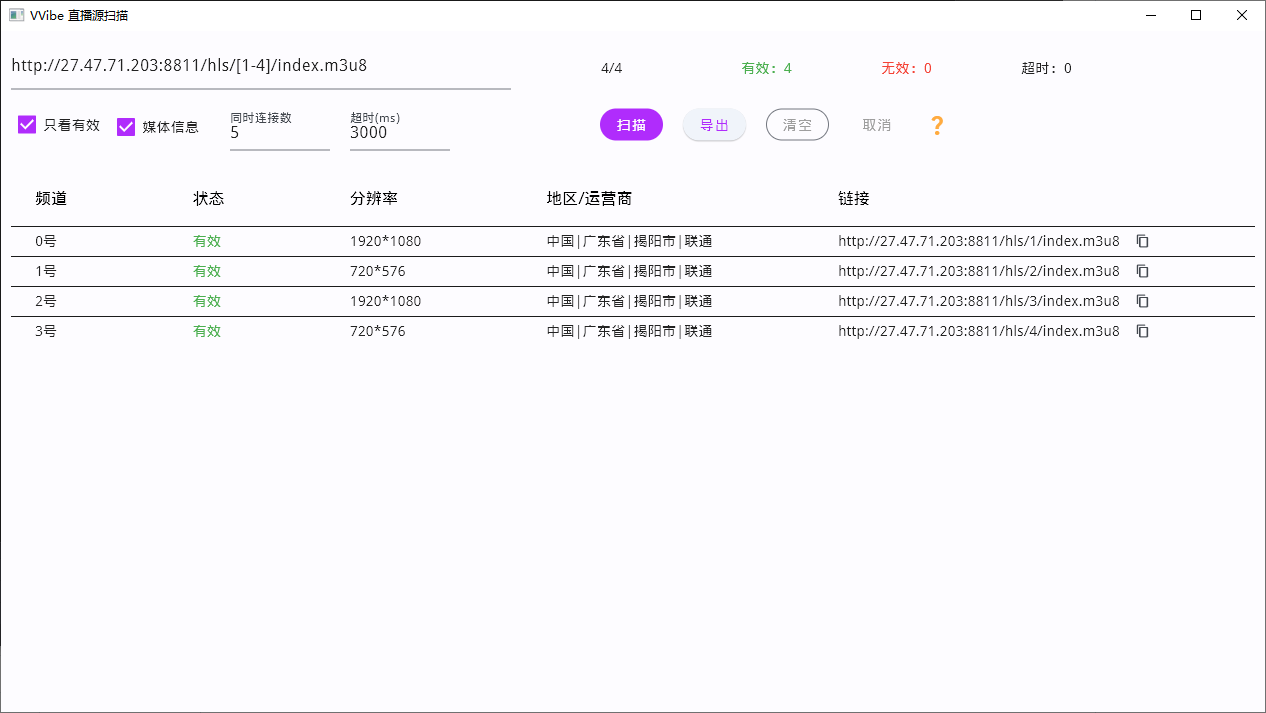 VVibe 直播源扫描
http://27.47.71.203:8811/hls/[1-4]/index.m3u8
4/4 有效：4 无效：0 超时：0
只看有效 媒体信息 同时连接数 5 超时(ms) 3000 扫描 导出 清空 取消 ?
频道 状态 分辨率 地区/运营商 链接
0号 有效 1920*1080 中国|广东省|揭阳市|联通 http://27.47.71.203:8811/hls/1/index.m3u8
1号 有效 720*576 中国|广东省|揭阳市|联通 http://27.47.71.203:8811/hls/2/index.m3u8
2号 有效 1920*1080 中国|广东省|揭阳市|联通 http://27.47.71.203:8811/hls/3/index.m3u8
3号 有效 720*576 中国|广东省|揭阳市|联通 http://27.47.71.203:8811/hls/4/index.m3u8